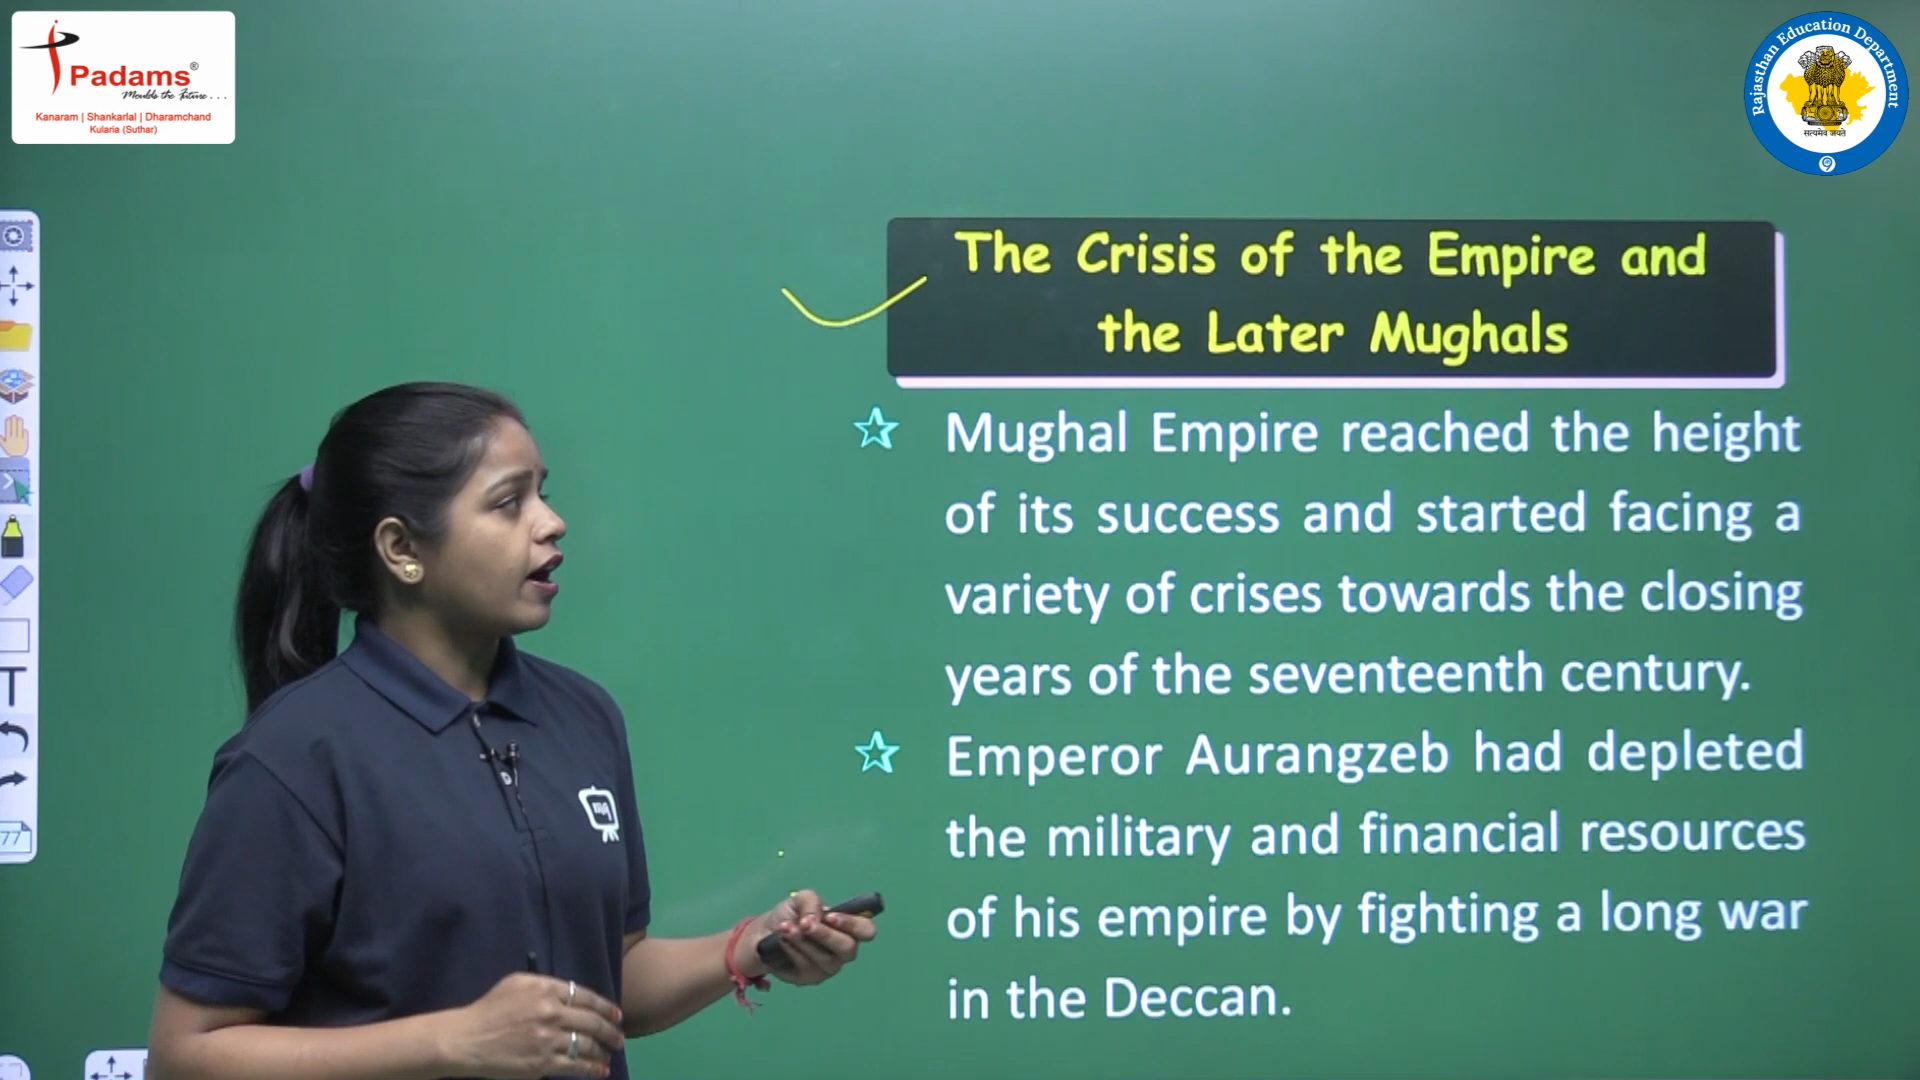 Padams®
Moulds the Future...
Kanaram | Shankarlal | Dharamchand
Kularia (Suthar)
Rajasthan Education Department
सत्यमेव जयते
The Crisis of the Empire and
the Later Mughals
Mughal Empire reached the height
of its success and started facing a
variety of crises towards the closing
years of the seventeenth century.
Emperor Aurangzeb had depleted
the military and financial resources
of his empire by fighting a long war
in the Deccan.
T
77